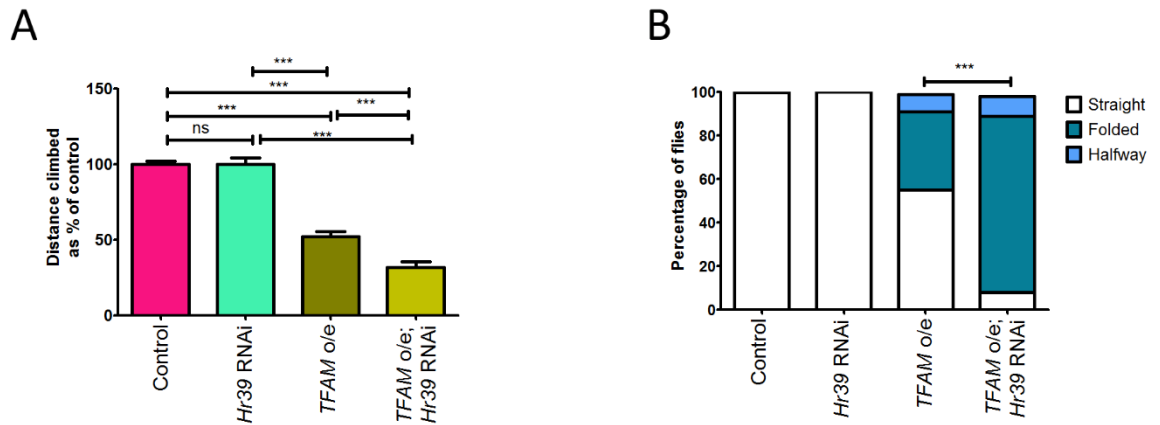 A
***
***
***
***
ns
***
150
100
50
0
Distance climbed
as % of control
Control
Hr39 RNAi
TFAM o/e
TFAM o/e;
Hr39 RNAi
B
***
100
80
60
40
20
0
Percentage of flies
Straight
Folded
Halfway
Control
Hr39 RNAi
TFAM o/e
TFAM o/e;
Hr39 RNAi